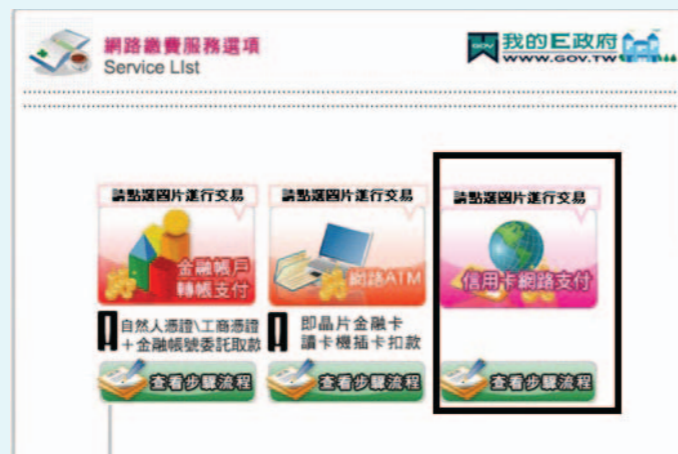 網路繳費服務選項
Service LIst
GOV
我的E政府
WWW.GOV.TW
請點選圖片進行交易
金融帳戶
轉帳支付
自然人憑證\工商憑證
+金融帳號委託取款
查看步驟流程
請點選圖片進行交易
網路ATM
即晶片金融卡
讀卡機插卡扣款
查看步驟流程
請點選圖片進行交易
信用卡網路支付
查看步驟流程